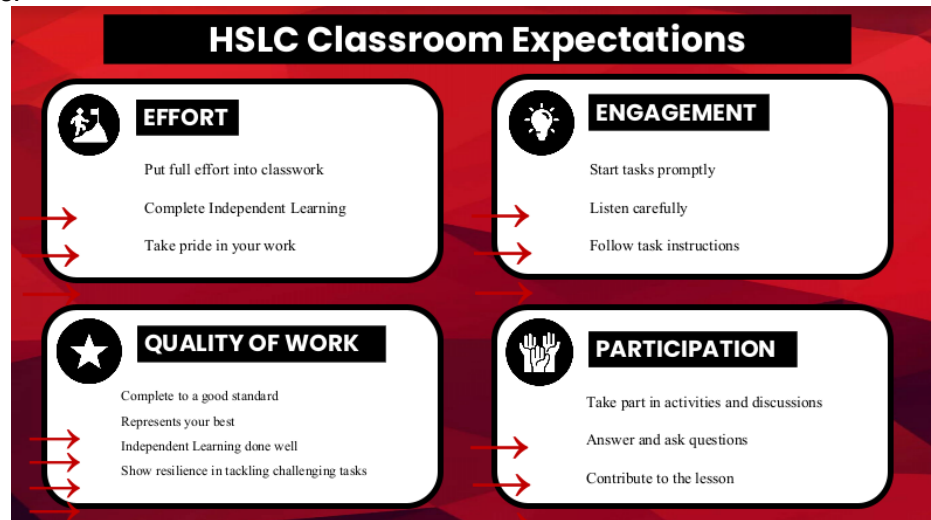 HSLC Classroom Expectations
EFFORT
Put full effort into classwork
Complete Independent Learning
Take pride in your work
ENGAGEMENT
Start tasks promptly
Listen carefully
Follow task instructions
QUALITY OF WORK
Complete to a good standard
Represents your best
Independent Learning done well
Show resilience in tackling challenging tasks
PARTICIPATION
Take part in activities and discussions
Answer and ask questions
Contribute to the lesson